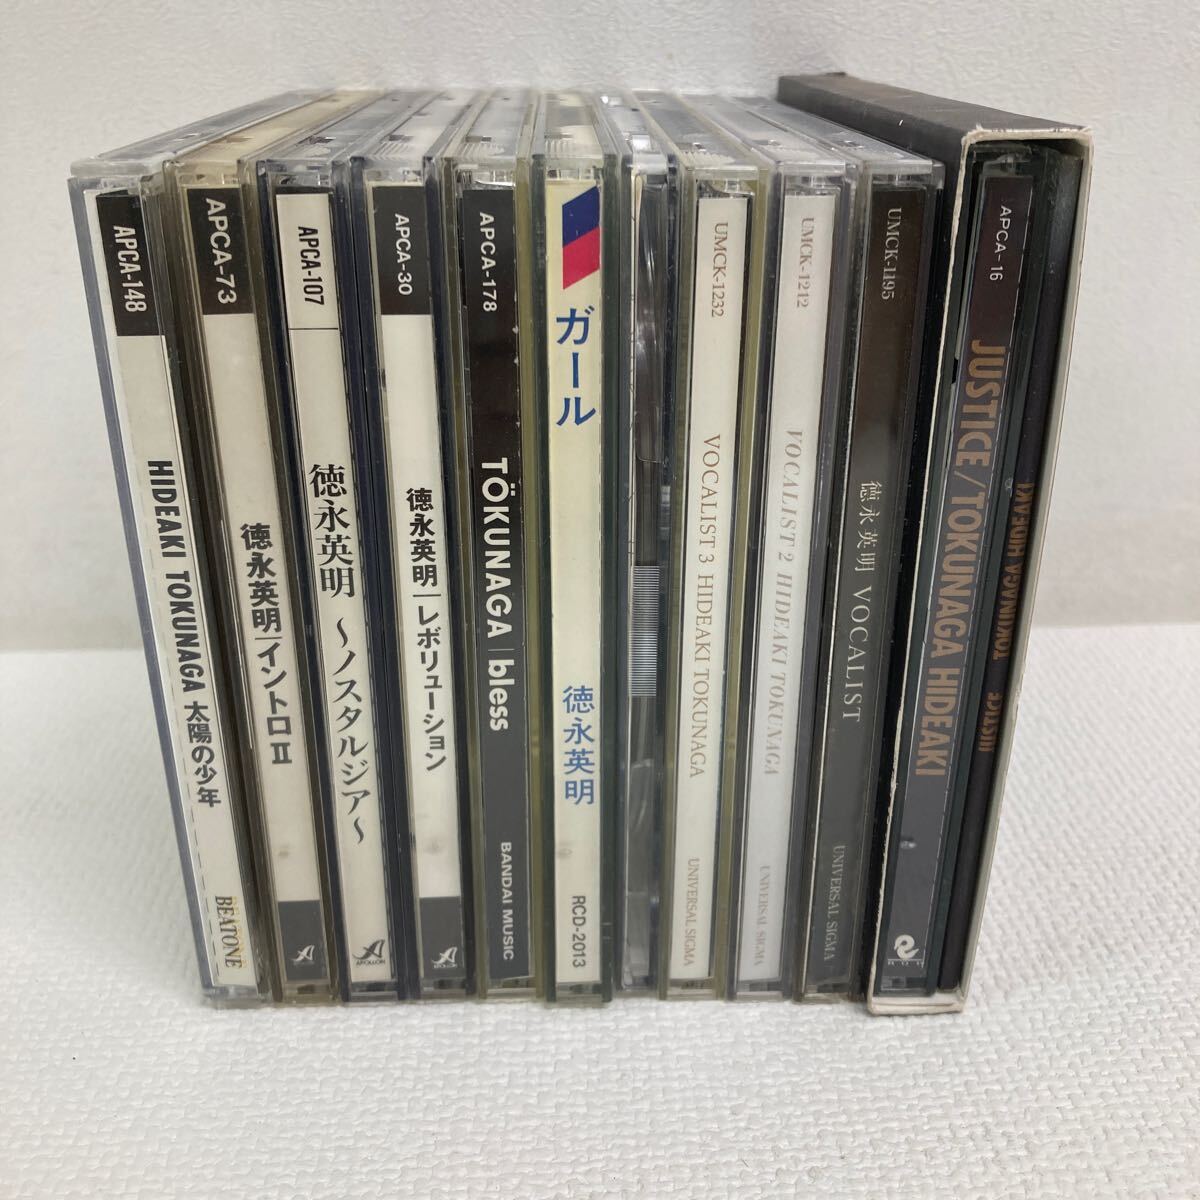 APCA-148 HIDEAKI TOKUNAGA 太陽の少年 BEATONE
APCA-73 徳永英明/イントロII
APCA-107 徳永英明 〜ノスタルジア〜 APOLLON
APCA-30 徳永英明|レボリューション APOLLON
APCA-178 TOKUNAGA|bless BANDAI MUSIC
ガール 徳永英明 RCD-2013
UMCK-1232 VOCALIST 3 HIDEAKI TOKUNAGA UNIVERSAL SIGMA
UMCK-1212 VOCALIST 2 HIDEAKI TOKUNAGA UNIVERSAL SIGMA
UMCK-1195 徳永英明 VOCALIST UNIVERSAL SIGMA
APCA-16 JUSTICE/TOKUNAGA HIDEAKI
JUSTICE TOKUNAGA HIDEAKI